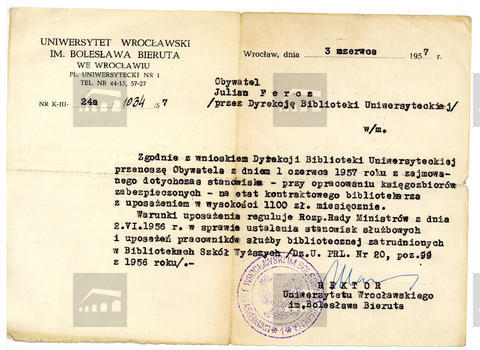 UNIWERSYTET WROCŁAWSKI
IM. BOLESŁAWA BIERUTA
WE WROCŁAWIU
PL. UNIWERSYTECKI NR 1
TEL. NR 44-15, 57-27
NR K-III- 24a 1034 /57
Wrocław, dnia 3 mzerwca 1957 r.
Obywatel
Julian Fercz
/przez Dyrekcję Biblioteki Uniwersyteckiej/
w/m.
Zgodnie z wnioskiem Dyrekcji Biblioteki Uniwersyteckiej
przenoszę Obywatela z dniem 1 czerwca 1957 roku z zajmowa-
nego dotychczas stanowiska - przy opracowaniu księgozbiorów
zabezpieczonych - na etat kontraktowego bibliotekarza
z uposażeniem w wysokości 1100 zł. miesięcznie.
Warunki uposażenia reguluje Rozp.Rady Ministrów z dnia
2.VI.1956 r. w sprawie ustalenia stanowisk służbowych
i uposażeń pracowników służby bibliotecznej zatrudnionych
w Bibliotekach Szkół Wyższych /Dz.U. PRL. Nr 20, poz.99
z 1956 roku/.-
REKTOR
Uniwersytetu Wrocławskiego
im.Bolesława Bieruta